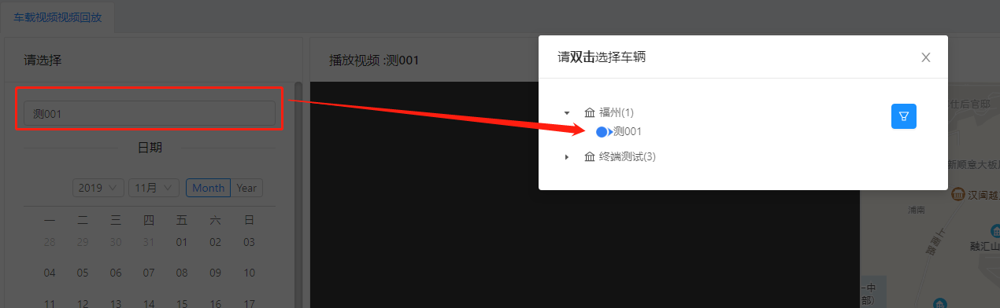 车载视频视频回放
请选择
测001
日期
2019 11月 Month Year
一 二 三 四 五 六 日
28 29 30 31 01 02 03
04 05 06 07 08 09 10
11 12 13 14 15 16 17
播放视频 :测001
请双击选择车辆
福州(1)
测001
终端测试(3)
仕后官邸
新顺意大板
汉闽越
浦南
上南路
融汇山
中
部)